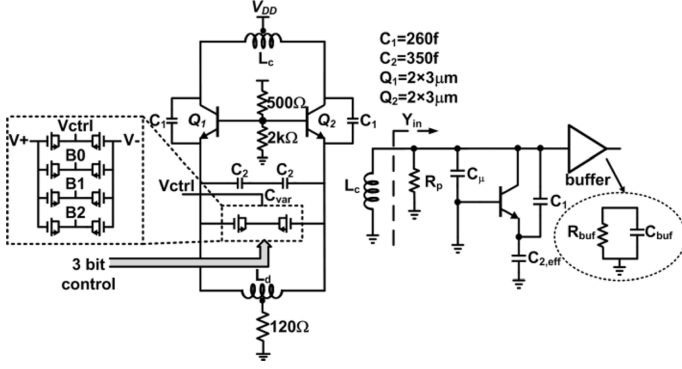 VDD
Lc
C1=260f
C2=350f
Q1=2×3μm
Q2=2×3μm
C1
Q1
500Ω
Q2
C1
2kΩ
Yin
V+
Vctrl
V-
B0
B1
B2
C2
C2
Vctrl
Cvar
Lc
Rp
Cμ
C1
buffer
C2,eff
Rbuf
Cbuf
3 bit
control
Ld
120Ω